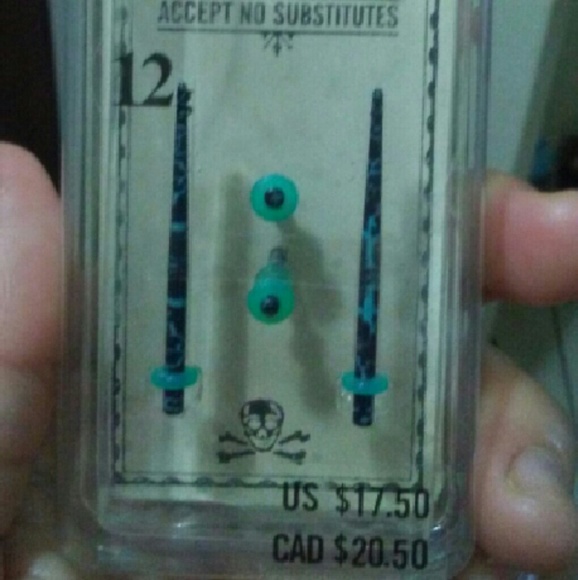 ACCEPT NO SUBSTITUTES
12
US $17.50
CAD $20.50